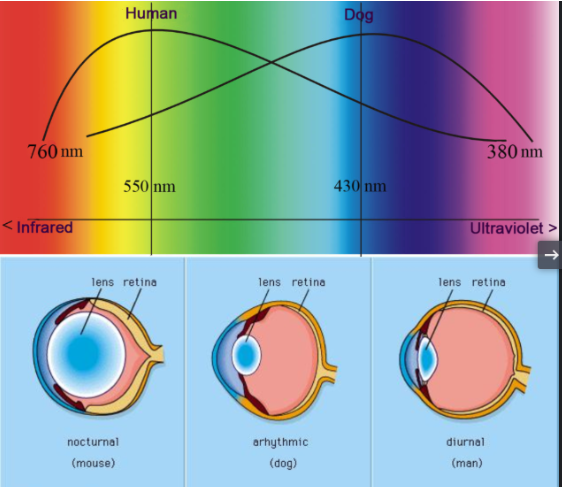 Human
Dog
760 nm
380 nm
550 nm
430 nm
< Infrared
Ultraviolet >
lens retina
lens retina
lens retina
nocturnal
(mouse)
arhythmic
(dog)
diurnal
(man)